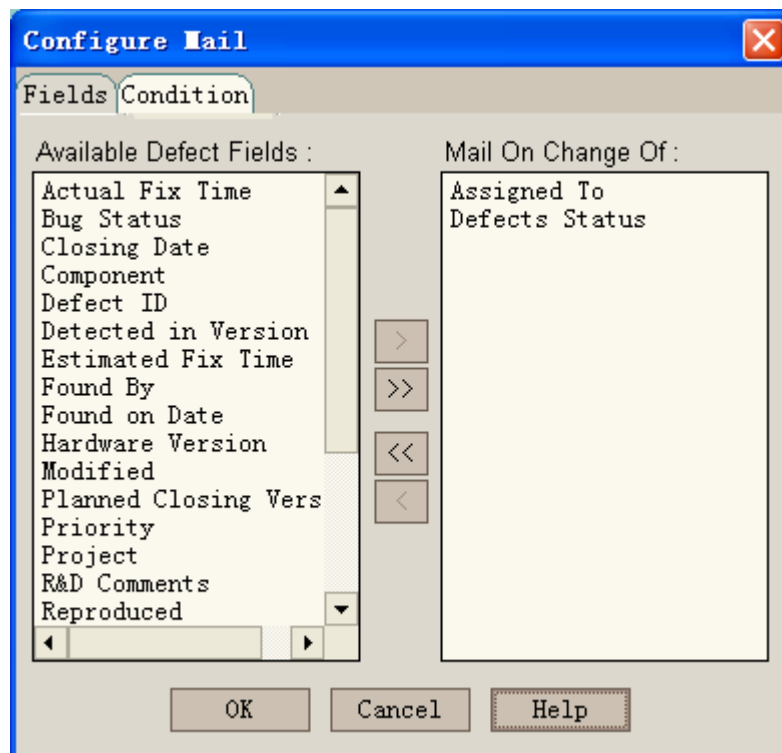 Configure Mail
Fields Condition
Available Defect Fields :
Actual Fix Time
Bug Status
Closing Date
Component
Defect ID
Detected in Version
Estimated Fix Time
Found By
Found on Date
Hardware Version
Modified
Planned Closing Vers
Priority
Project
R&D Comments
Reproduced
>
>>
<<
<
Mail On Change Of :
Assigned To
Defects Status
OK Cancel Help